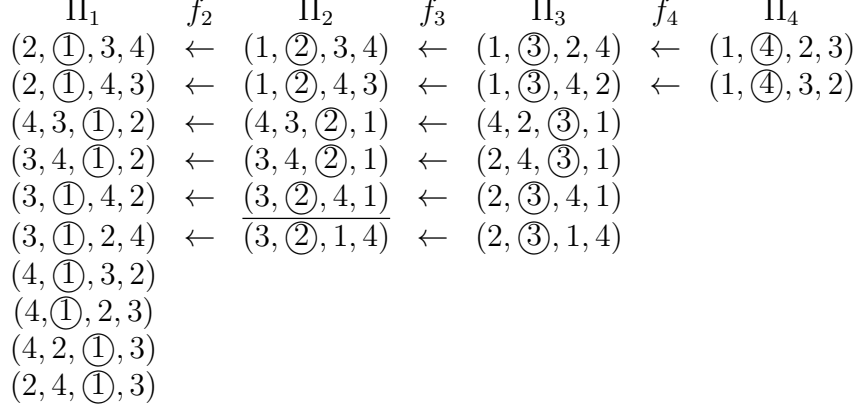 Π₁ f₂ Π₂ f₃ Π₃ f₄ Π₄
(2, ①, 3, 4) ← (1, ②, 3, 4) ← (1, ③, 2, 4) ← (1, ④, 2, 3)
(2, ①, 4, 3) ← (1, ②, 4, 3) ← (1, ③, 4, 2) ← (1, ④, 3, 2)
(4, 3, ①, 2) ← (4, 3, ②, 1) ← (4, 2, ③, 1)
(3, 4, ①, 2) ← (3, 4, ②, 1) ← (2, 4, ③, 1)
(3, ①, 4, 2) ← (3, ②, 4, 1) ← (2, ③, 4, 1)
(3, ①, 2, 4) ← (3, ②, 1, 4) ← (2, ③, 1, 4)
(4, ①, 3, 2)
(4,①, 2, 3)
(4, 2, ①, 3)
(2, 4, ①, 3)